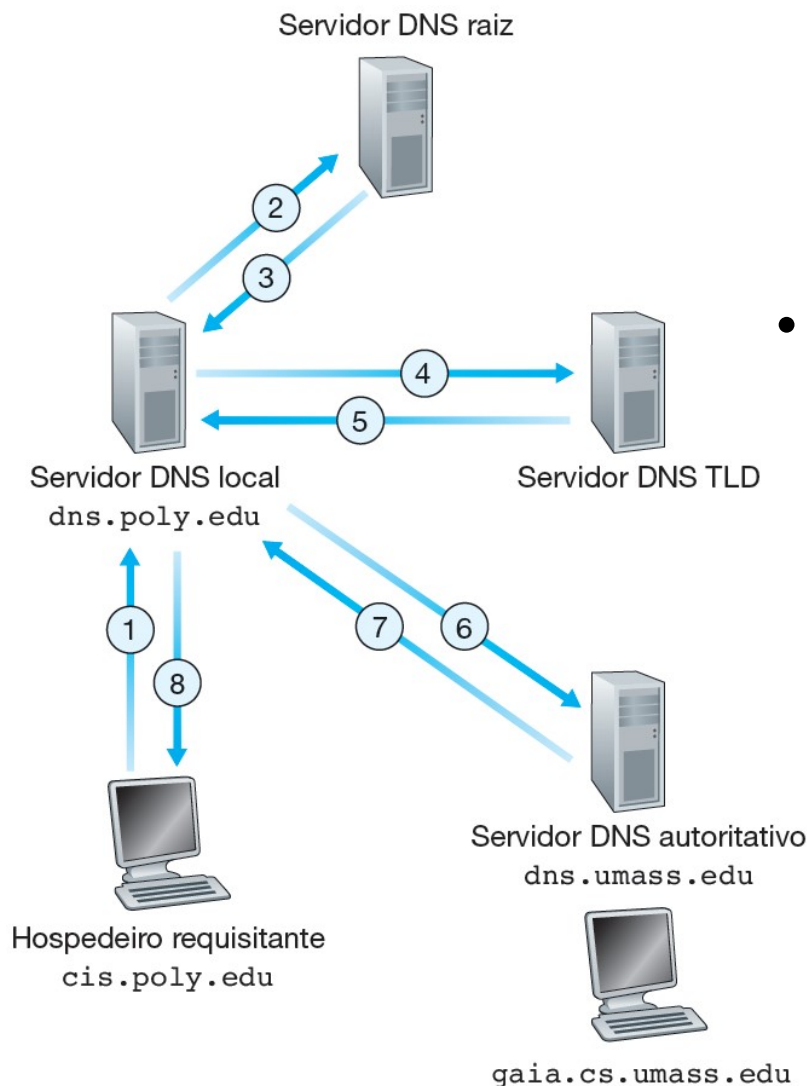 Servidor DNS raiz
2
3
4
5
Servidor DNS local
dns.poly.edu
Servidor DNS TLD
1
8
7
6
Servidor DNS autoritativo
dns.umass.edu
Hospedeiro requisitante
cis.poly.edu
gaia.cs.umass.edu